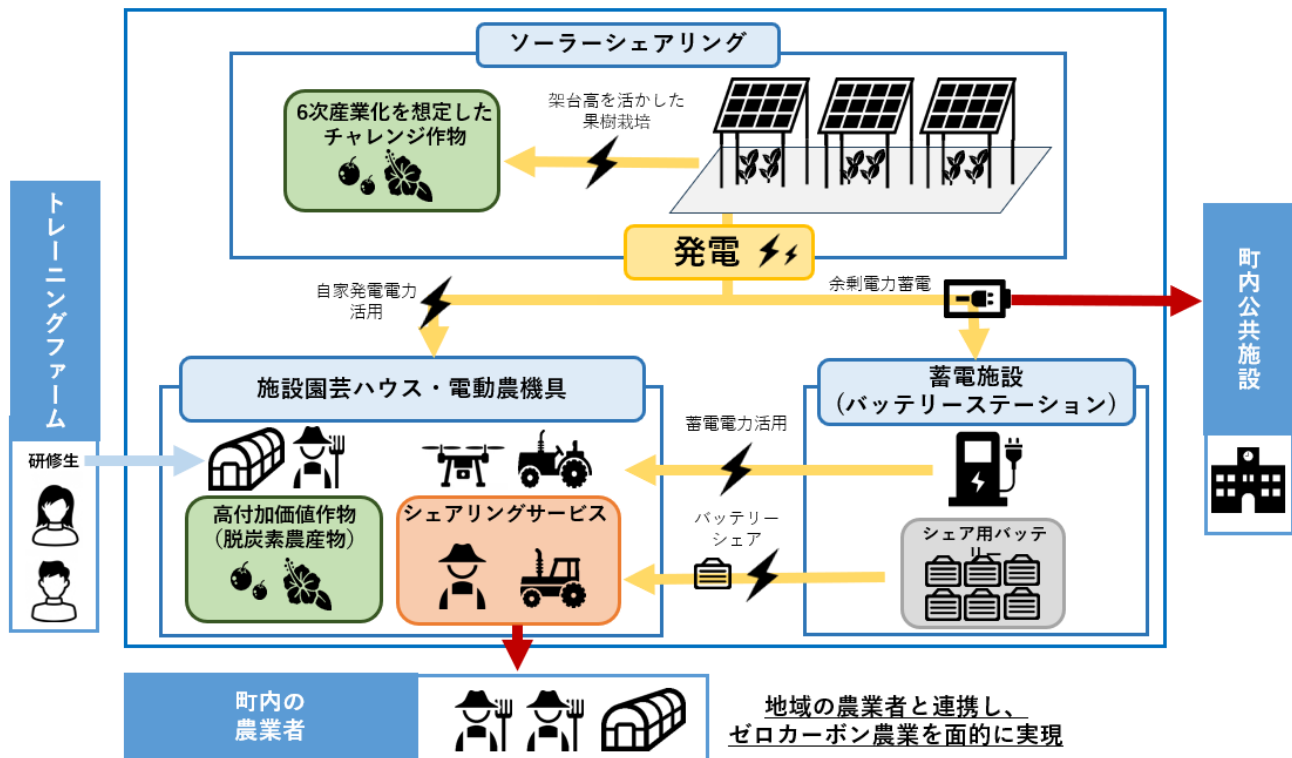 ソーラーシェアリング
6次産業化を想定した
チャレンジ作物
架台高を活かした
果樹栽培
発電
トレーニングファーム
研修生
自家発電電力
活用
余剰電力蓄電
町内公共施設
施設園芸ハウス・電動農機具
蓄電施設
(バッテリーステーション)
蓄電電力活用
高付加価値作物
(脱炭素農産物)
シェアリングサービス
バッテリー
シェア
シェア用バッテ
リー
町内の
農業者
地域の農業者と連携し、
ゼロカーボン農業を面的に実現